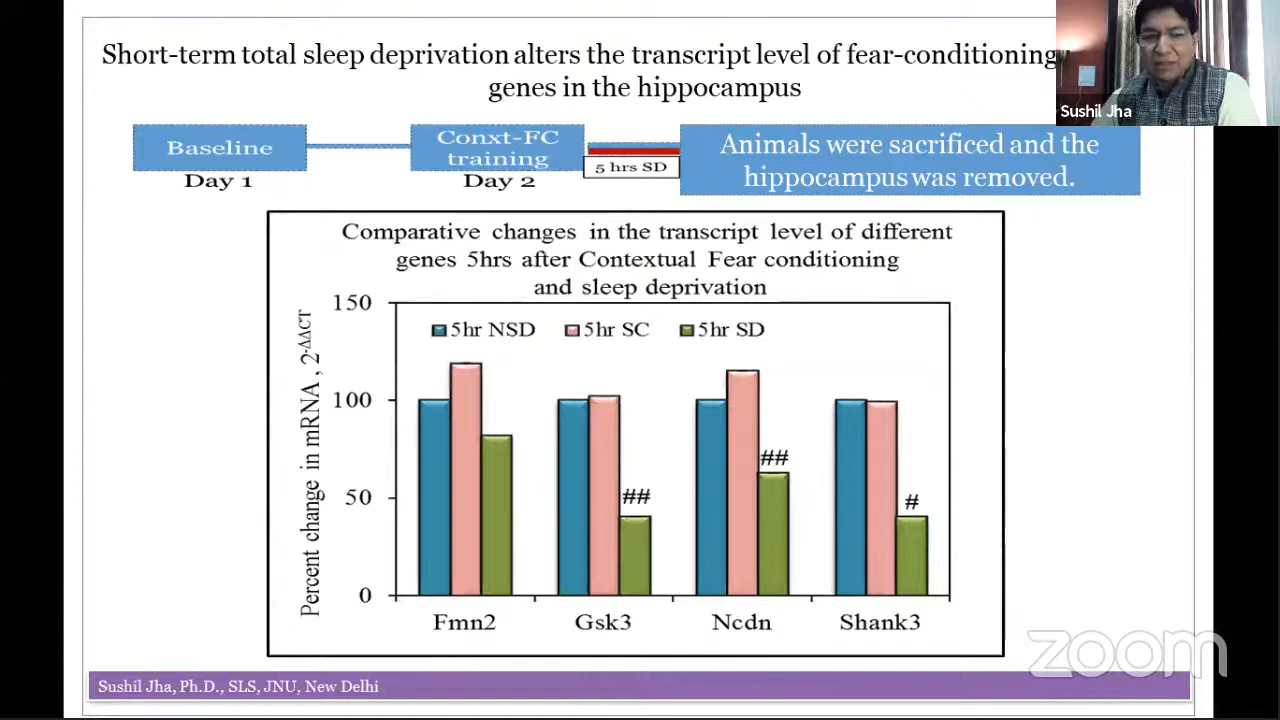 Short-term total sleep deprivation alters the transcript level of fear-conditioning
genes in the hippocampus
Sushil Jha
Baseline
Day 1
Conxt-FC
training
Day 2
5 hrs SD
Animals were sacrificed and the
hippocampus was removed.
Comparative changes in the transcript level of different
genes 5hrs after Contextual Fear conditioning
and sleep deprivation
Percent change in mRNA , 2-ΔΔCT
150
100
50
0
5hr NSD
5hr SC
5hr SD
##
##
#
Fmn2
Gsk3
Ncdn
Shank3
zoom
Sushil Jha, Ph.D., SLS, JNU, New Delhi